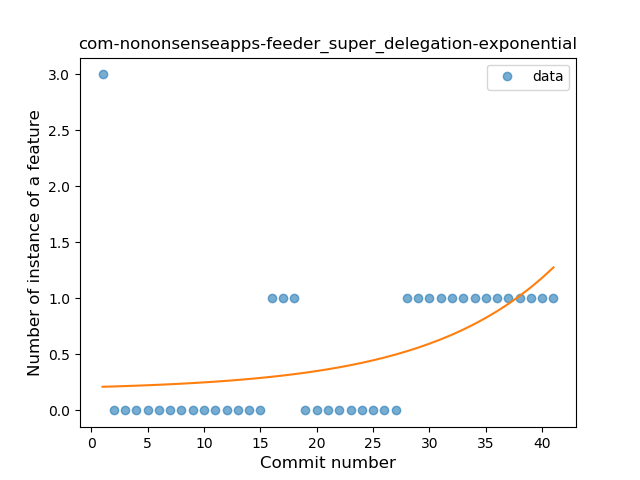 com-nononsenseapps-feeder_super_delegation-exponential
data
Number of instance of a feature
3.0
2.5
2.0
1.5
1.0
0.5
0.0
0 5 10 15 20 25 30 35 40
Commit number